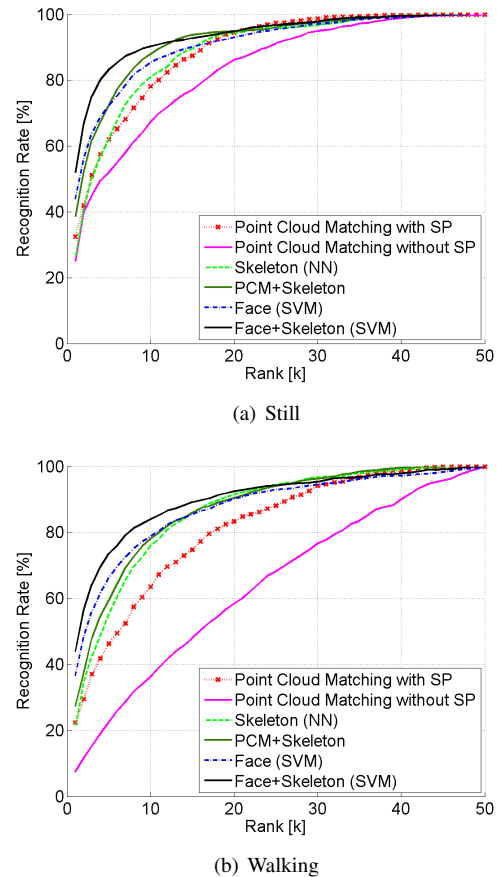 100
80
60
40
20
0
Recognition Rate [%]
Point Cloud Matching with SP
Point Cloud Matching without SP
Skeleton (NN)
PCM+Skeleton
Face (SVM)
Face+Skeleton (SVM)
0 10 20 30 40 50
Rank [k]
(a) Still
100
80
60
40
20
0
Recognition Rate [%]
Point Cloud Matching with SP
Point Cloud Matching without SP
Skeleton (NN)
PCM+Skeleton
Face (SVM)
Face+Skeleton (SVM)
0 10 20 30 40 50
Rank [k]
(b) Walking